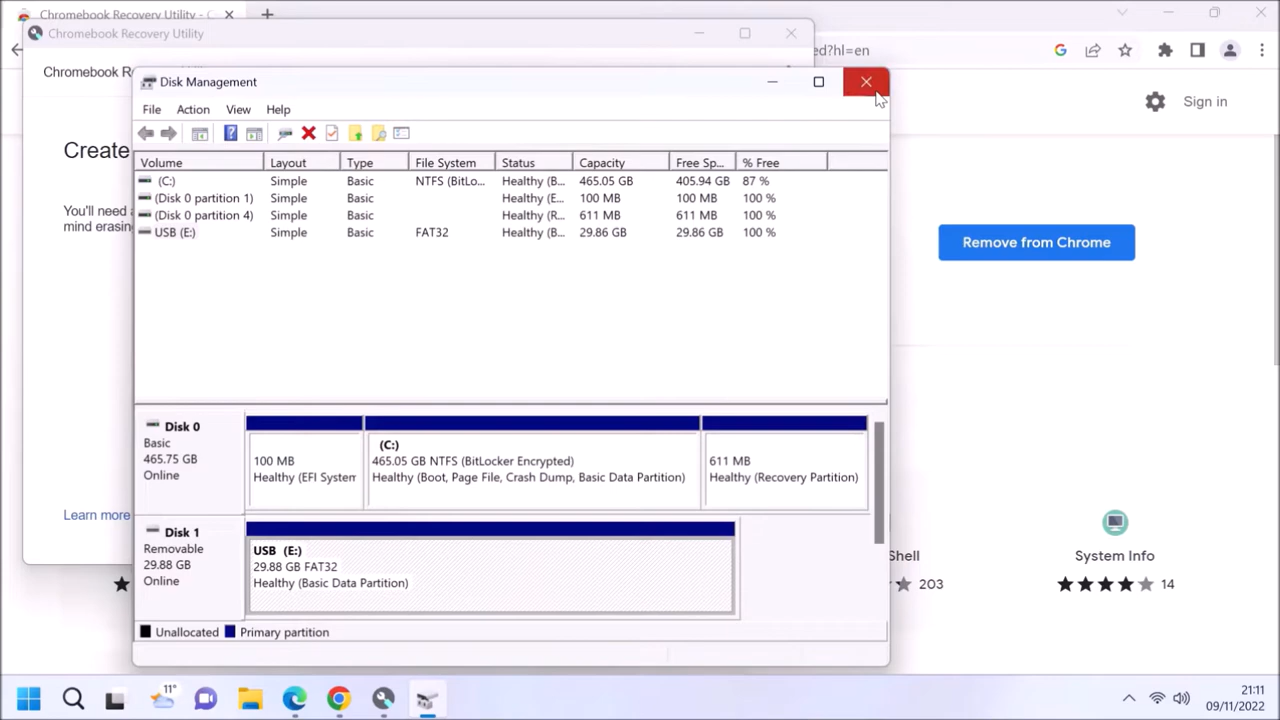 Chromebook Recovery Utility - C
Chromebook Recovery Utility
ed?hl=en
Chromebook Re
Sign in
Create
You'll need a
mind erasin
Learn more
Remove from Chrome
Disk Management
File Action View Help
Volume Layout Type File System Status Capacity Free Sp... % Free
(C:) Simple Basic NTFS (BitLo... Healthy (B... 465.05 GB 405.94 GB 87 %
(Disk 0 partition 1) Simple Basic Healthy (E... 100 MB 100 MB 100 %
(Disk 0 partition 4) Simple Basic Healthy (R... 611 MB 611 MB 100 %
USB (E:) Simple Basic FAT32 Healthy (B... 29.86 GB 29.86 GB 100 %
Disk 0
Basic
465.75 GB
Online
100 MB
Healthy (EFI System
(C:)
465.05 GB NTFS (BitLocker Encrypted)
Healthy (Boot, Page File, Crash Dump, Basic Data Partition)
611 MB
Healthy (Recovery Partition)
Disk 1
Removable
29.88 GB
Online
USB (E:)
29.88 GB FAT32
Healthy (Basic Data Partition)
Unallocated Primary partition
Shell
203
System Info
14
11°
21:11
09/11/2022